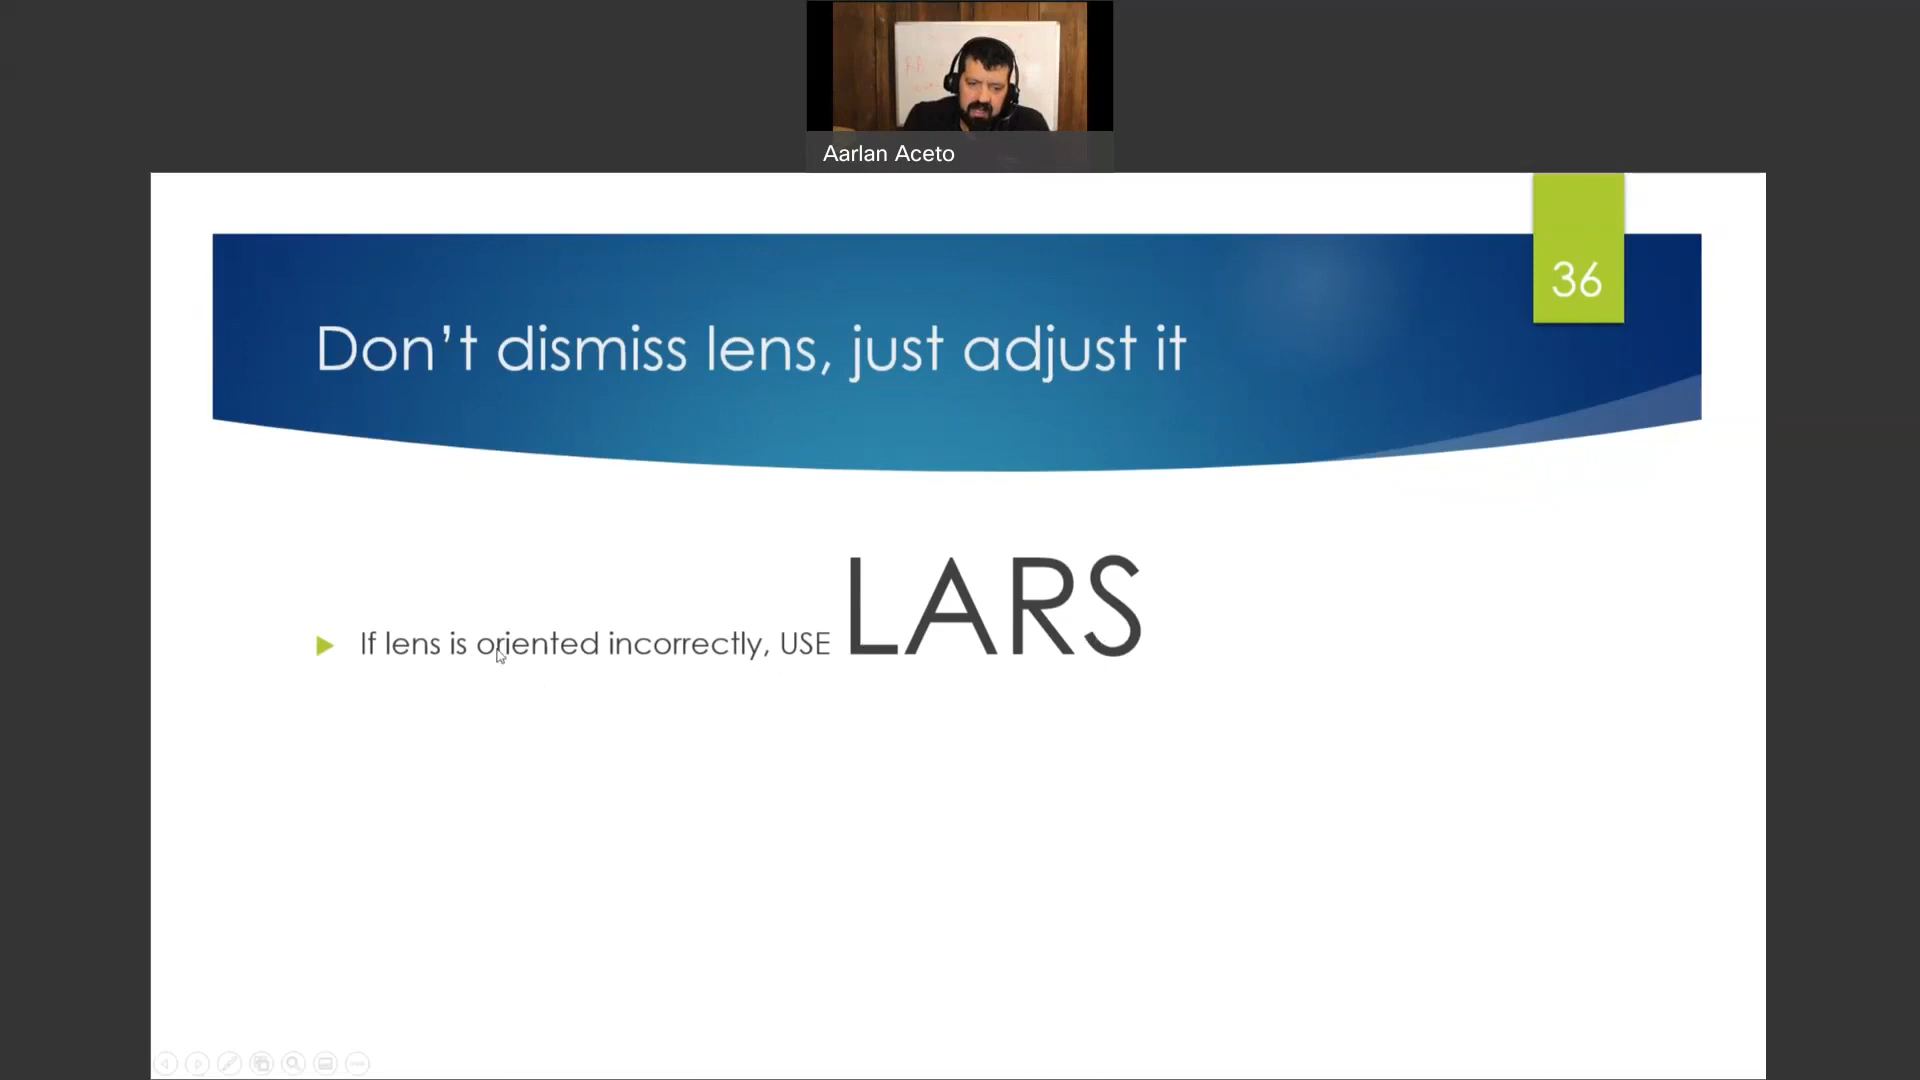 Aarlan Aceto
36
Don't dismiss lens, just adjust it
If lens is oriented incorrectly, USE LARS